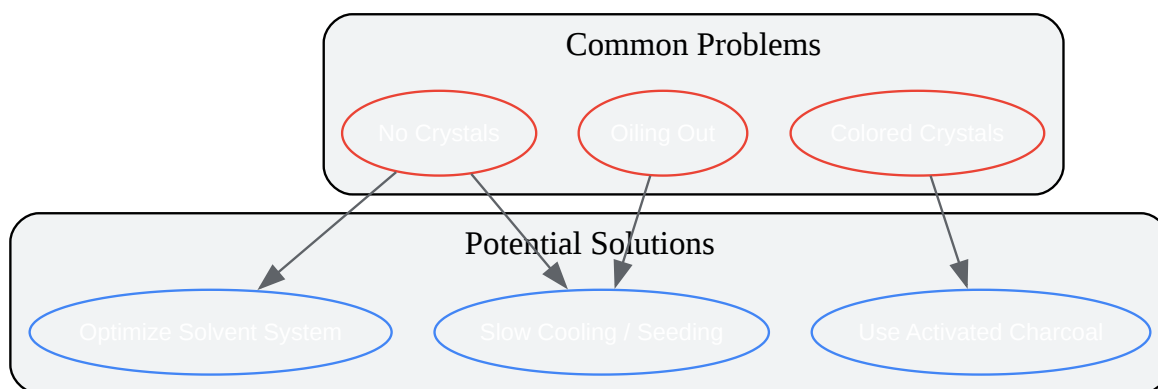 Common Problems
No Crystals
Oiling Out
Colored Crystals
Potential Solutions
Optimize Solvent System
Slow Cooling / Seeding
Use Activated Charcoal